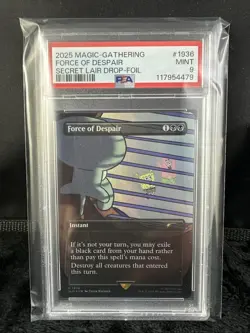 2025 MAGIC-GATHERING #1936
FORCE OF DESPAIR MINT
SECRET LAIR DROP-FOIL 9
PSA 117954479
Force of Despair 1
Instant
If it's not your turn, you may exile
a black card from your hand rather
than pay this spell's mana cost.
Destroy all creatures that entered
this turn.